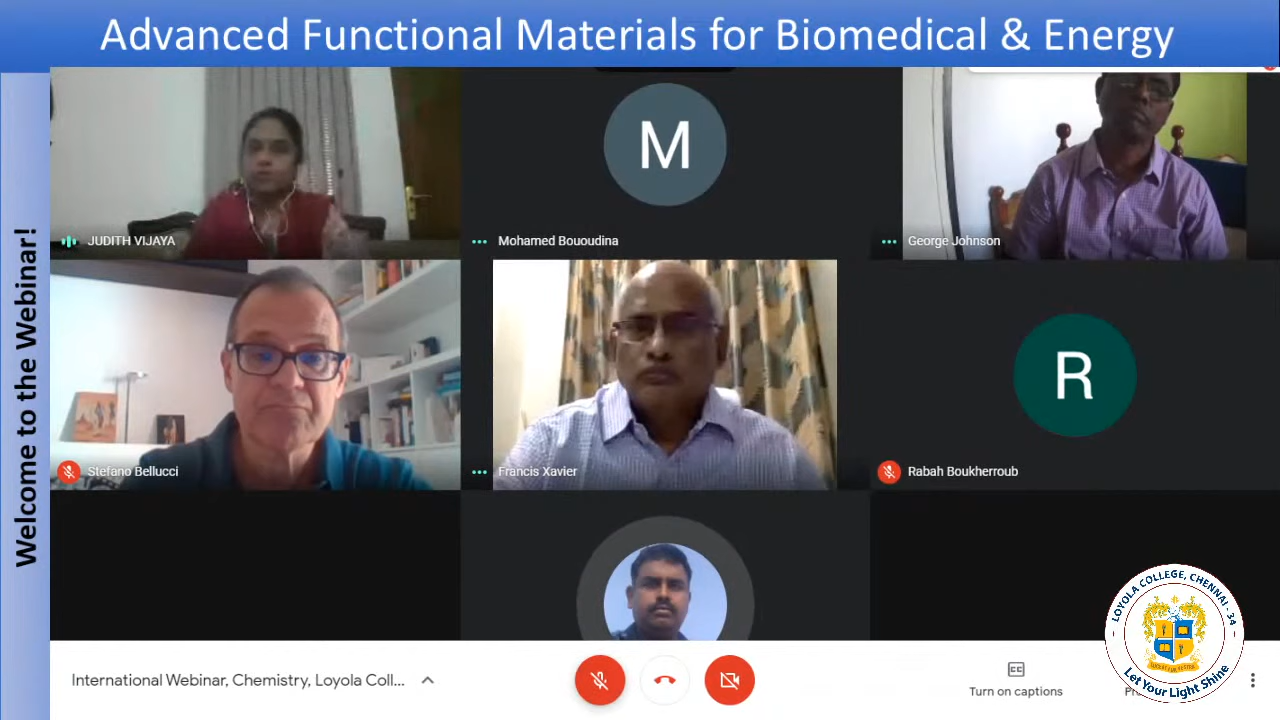 Advanced Functional Materials for Biomedical & Energy
Welcome to the Webinar!
JUDITH VIJAYA
M
Mohamed Bououdina
George Johnson
Stefano Bellucci
Francis Xavier
R
Rabah Boukherroub
International Webinar, Chemistry, Loyola Coll...
CC
Turn on captions
LOYOLA COLLEGE, CHENNAI - 34
Let Your Light Shine